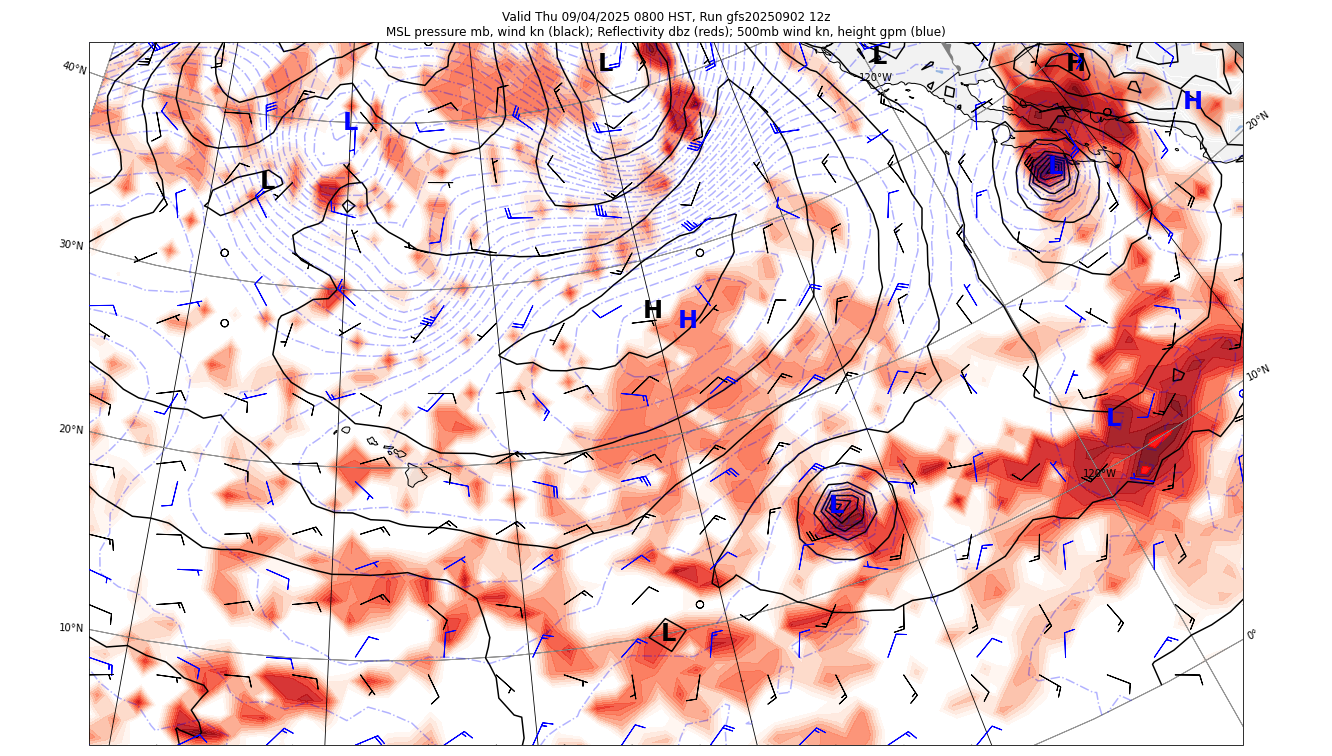 Valid Thu 09/04/2025 0800 HST, Run gfs20250902 12z
MSL pressure mb, wind kn (black); Reflectivity dbz (reds); 500mb wind kn, height gpm (blue)
40°N
L
L
H
120°W
H
20°N
L
L
L
30°N
H
H
10°N
20°N
L
120°W
L
10°N
L
0°